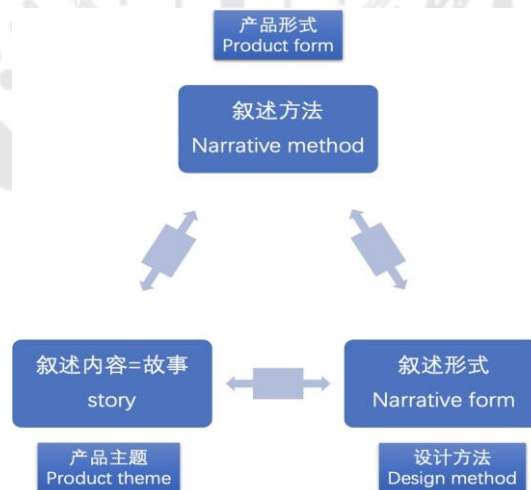 产品形式
Product form
叙述方法
Narrative method
叙述内容=故事
story
叙述形式
Narrative form
产品主题
Product theme
设计方法
Design method